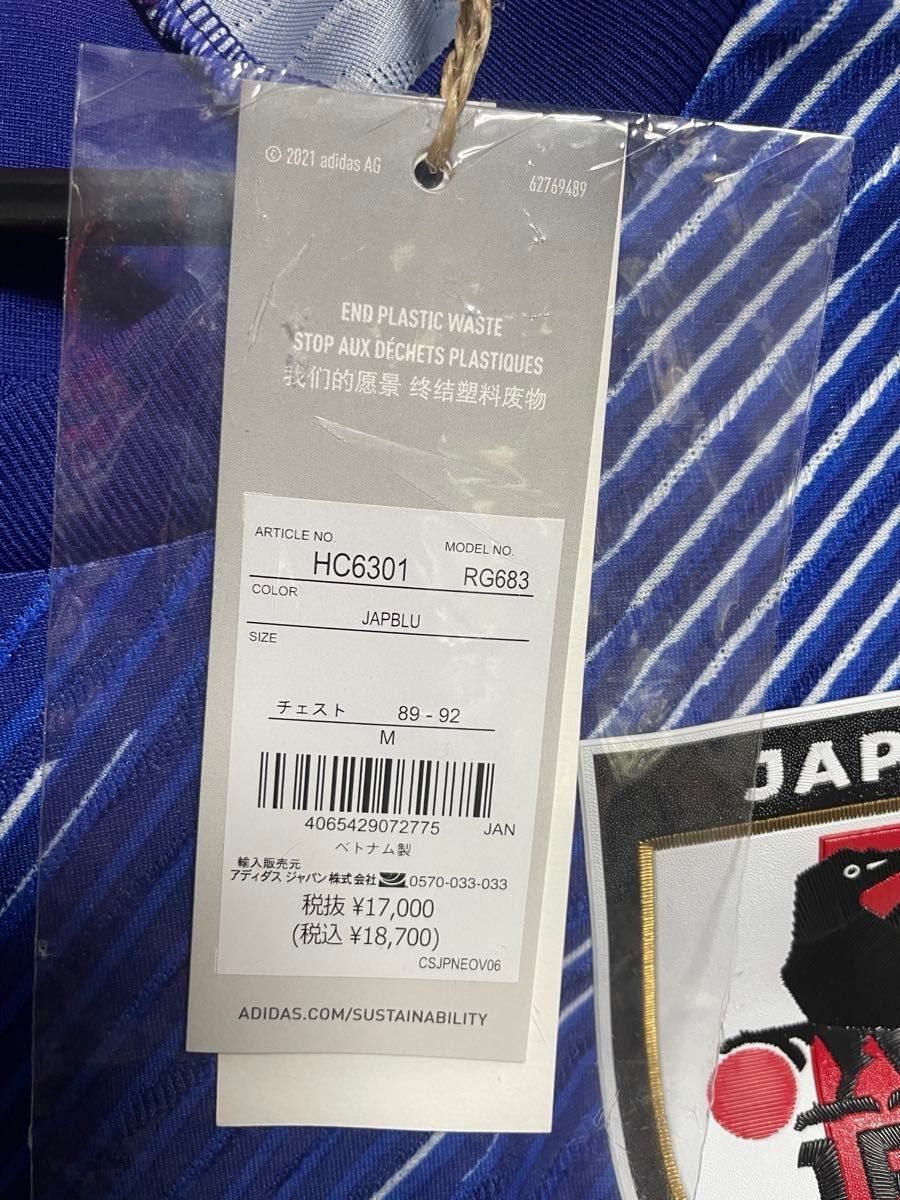 © 2021 adidas AG
62769489
END PLASTIC WASTE
STOP AUX DÉCHETS PLASTIQUES
我们的愿景 终结塑料废物
ARTICLE NO.
MODEL NO.
HC6301
RG683
COLOR
JAPBLU
SIZE
チェスト 89 - 92
M
4065429072775 JAN
ベトナム製
輸入販売元
アディダス ジャパン株式会社 0570-033-033
税抜 ¥17,000
(税込 ¥18,700)
CSJPNEOV06
ADIDAS.COM/SUSTAINABILITY
JAP